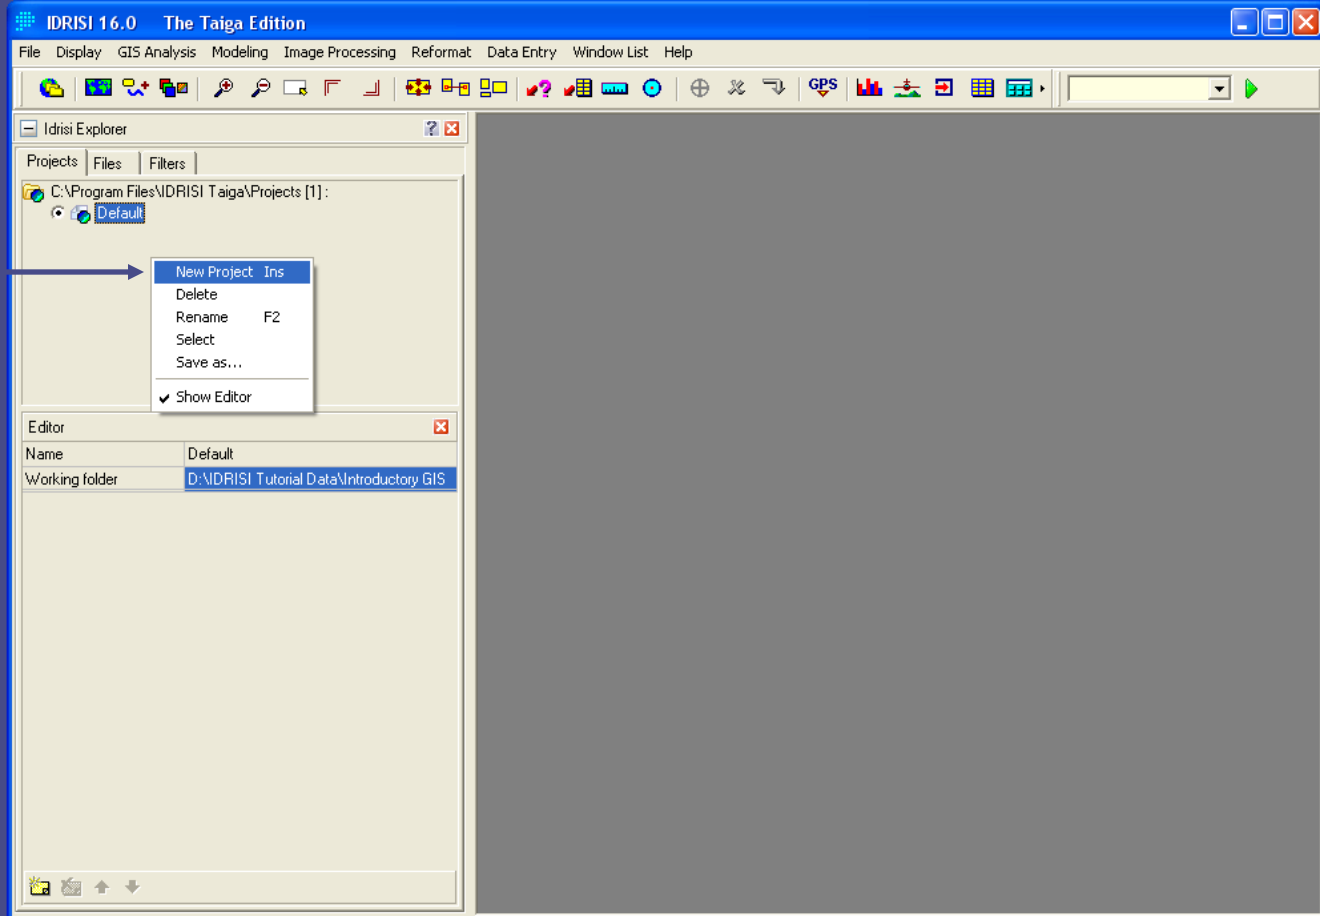 IDRISI 16.0 The Taiga Edition
File Display GIS Analysis Modeling Image Processing Reformat Data Entry Window List Help
GPS
Idrisi Explorer
Projects Files Filters
C:\Program Files\IDRISI Taiga\Projects [1] :
Default
New Project Ins
Delete
Rename F2
Select
Save as...
Show Editor
Editor
Name Default
Working folder D:\IDRISI Tutorial Data\Introductory GIS